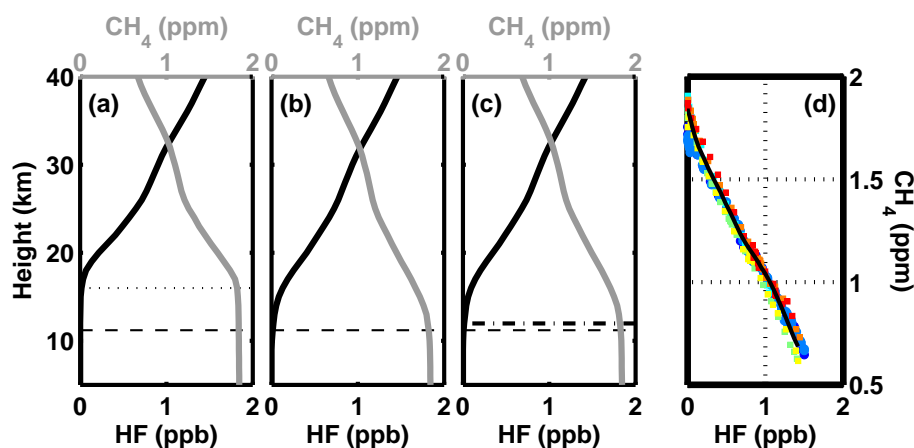 CH4 (ppm) CH4 (ppm) CH4 (ppm)
0 1 2 0 1 2 0 1 2
(a) (b) (c) (d)
Height (km)
40
30
20
10
CH4 (ppm)
2
1.5
1
0.5
0 1 2 0 1 2 0 1 2 0 1 2
HF (ppb) HF (ppb) HF (ppb) HF (ppb)